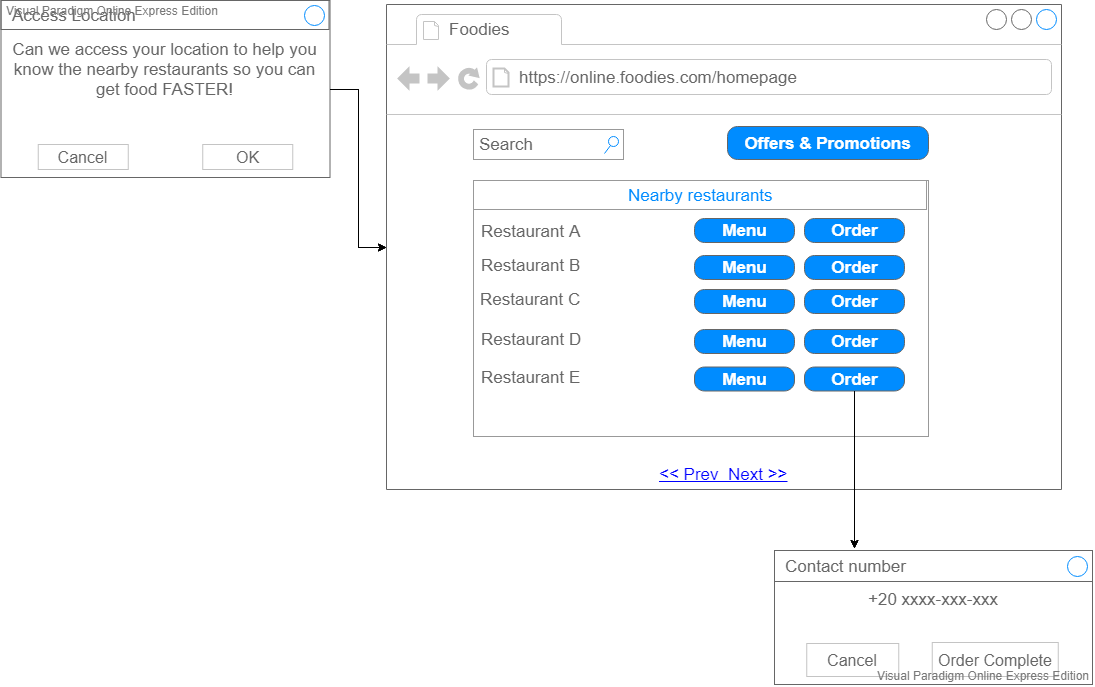 Visual Paradigm Online Express Edition
Access Location
Can we access your location to help you
know the nearby restaurants so you can
get food FASTER!
Cancel OK
Foodies
https://online.foodies.com/homepage
Search
Offers & Promotions
Nearby restaurants
Restaurant A Menu Order
Restaurant B Menu Order
Restaurant C Menu Order
Restaurant D Menu Order
Restaurant E Menu Order
<< Prev Next >>
Contact number
+20 xxxx-xxx-xxx
Cancel Order Complete
Visual Paradigm Online Express Edition